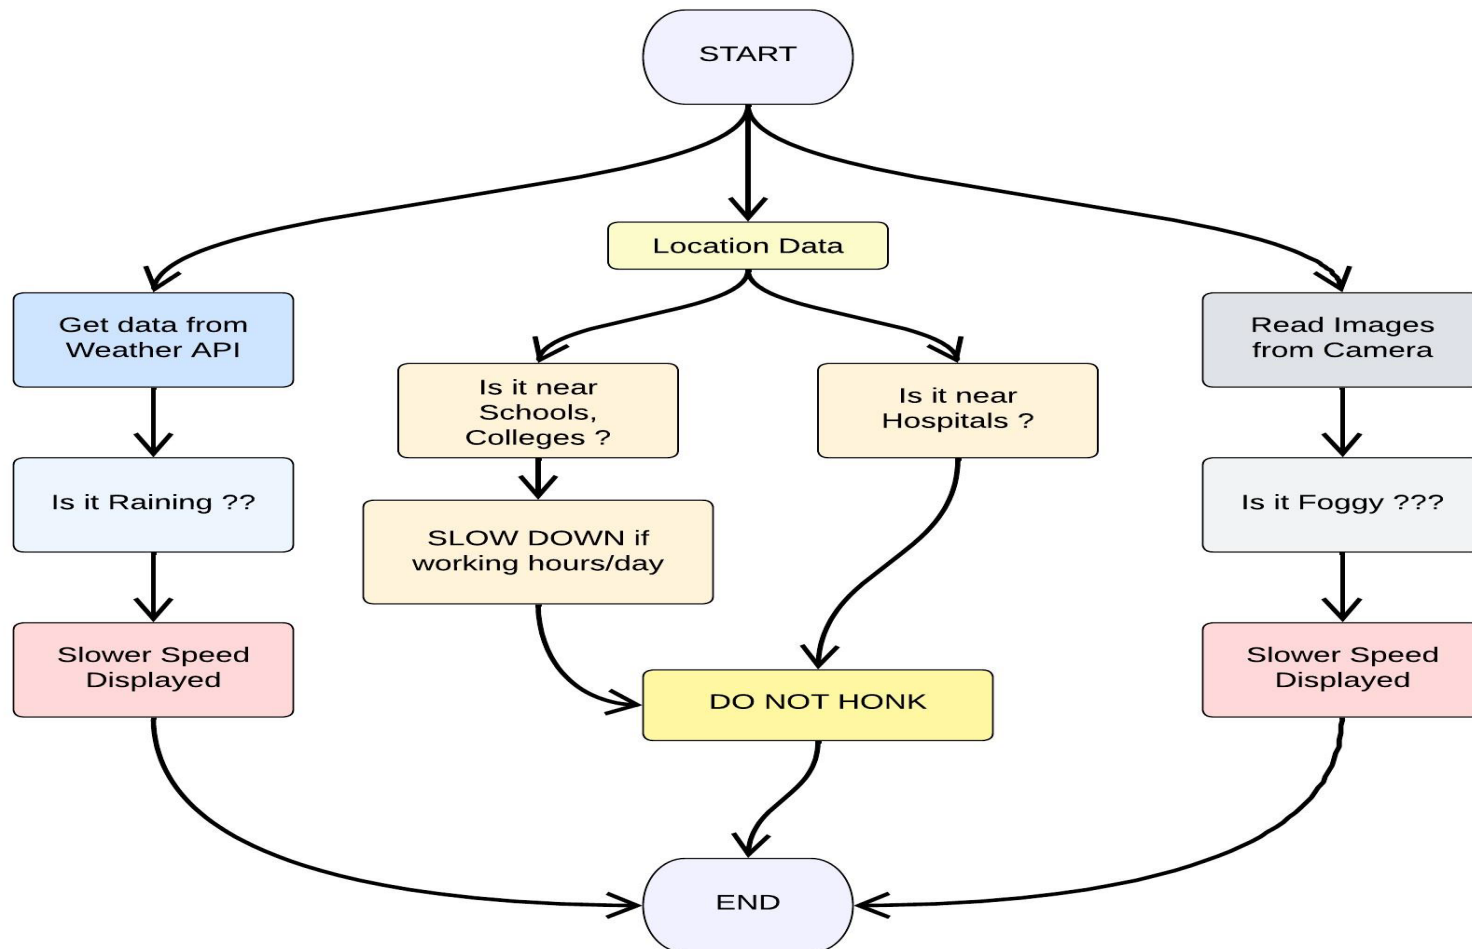 START
Location Data
Get data from
Weather API
Is it near
Schools,
Colleges ?
Is it near
Hospitals ?
Read Images
from Camera
Is it Raining ??
SLOW DOWN if
working hours/day
Is it Foggy ???
Slower Speed
Displayed
DO NOT HONK
Slower Speed
Displayed
END